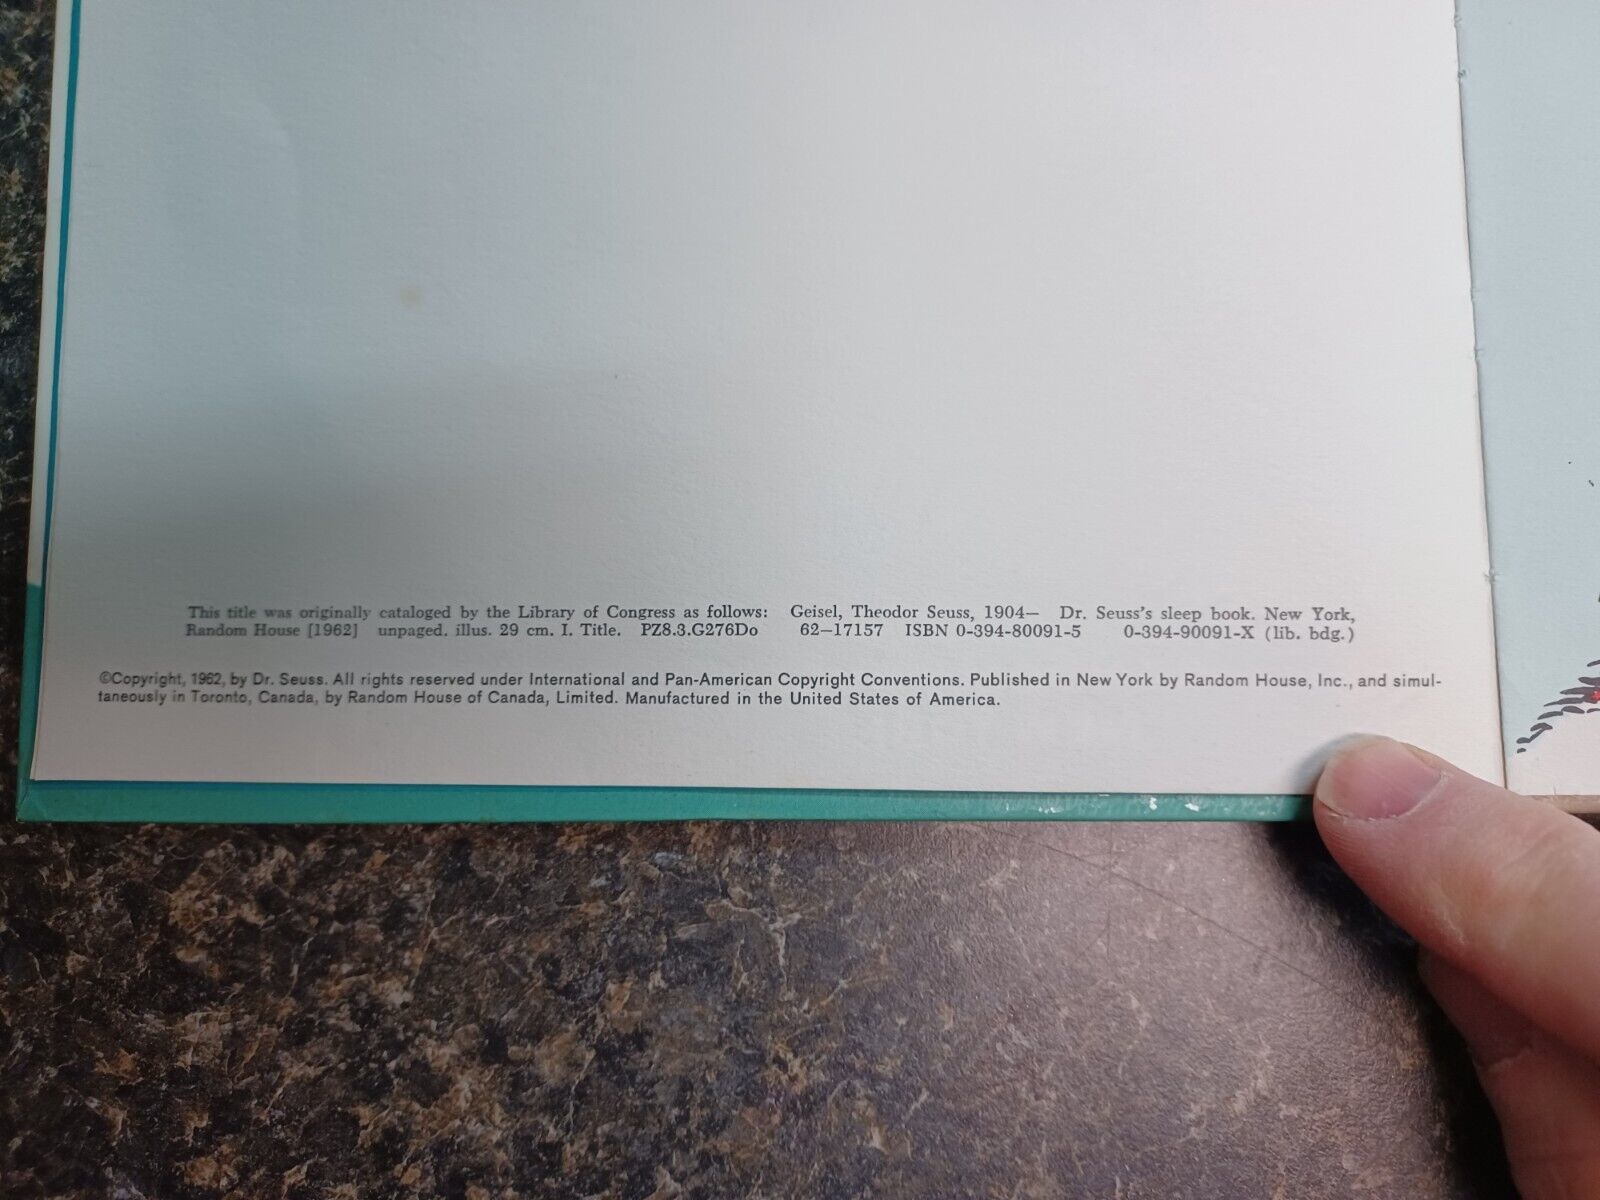 This title was originally cataloged by the Library of Congress as follows: Geisel, Theodor Seuss, 1904— Dr. Seuss's sleep book. New York,
Random House [1962] unpaged. illus. 29 cm. I. Title. PZ8.3.G276Do 62—17157 ISBN 0-394-80091-5 0-394-90091-X (lib. bdg.)
©Copyright, 1962, by Dr. Seuss. All rights reserved under International and Pan-American Copyright Conventions. Published in New York by Random House, Inc., and simul-
taneously in Toronto, Canada, by Random House of Canada, Limited. Manufactured in the United States of America.